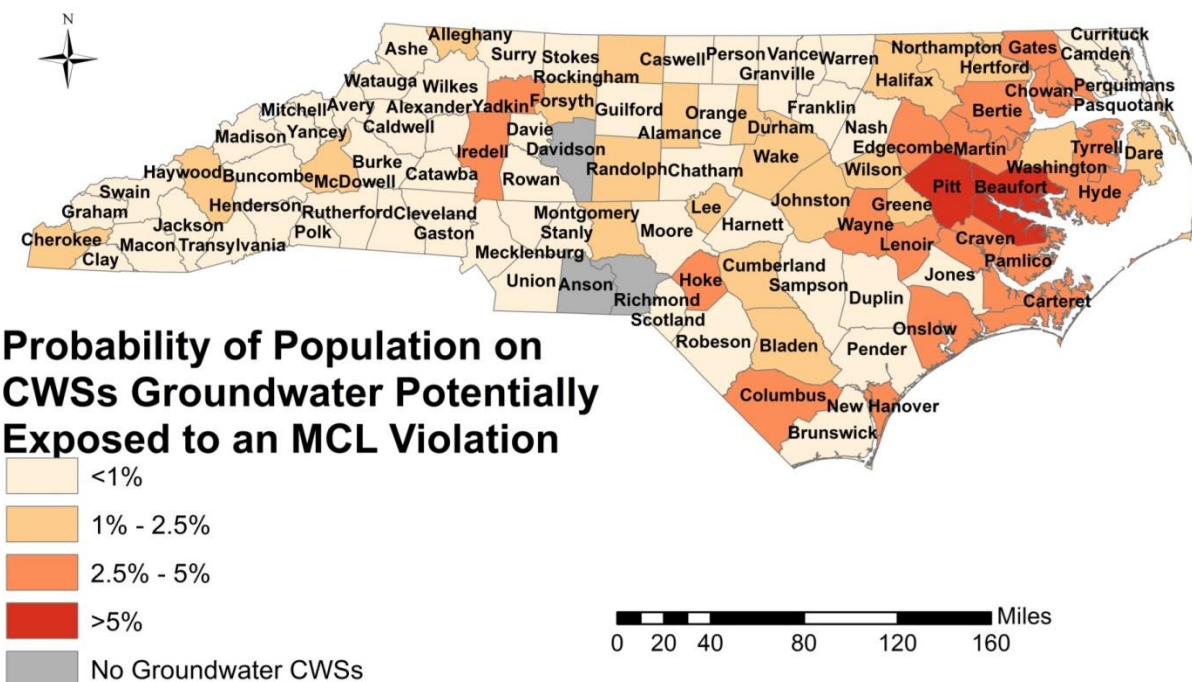 N
Alleghany
Ashe
Surry
Stokes
Rockingham
Caswell
Person
Vance
Granville
Warren
Northampton
Hertford
Halifax
Gates
Currituck
Camden
Chowan
Perquimans
Pasquotank
Bertie
Watauga
Wilkes
Mitchell
Avery
Alexander
Yadkin
Forsyth
Guilford
Alamance
Orange
Durham
Franklin
Nash
Edgecombe
Martin
Madison
Yancey
Caldwell
Iredell
Davie
Davidson
Randolph
Chatham
Wake
Wilson
Pitt
Beaufort
Washington
Tyrrell
Dare
Hyde
Haywood
Buncombe
McDowell
Burke
Catawba
Rowan
Swain
Graham
Jackson
Henderson
Rutherford
Polk
Cleveland
Gaston
Montgomery
Stanly
Moore
Lee
Harnett
Johnston
Wayne
Greene
Lenoir
Craven
Pamlico
Cherokee
Clay
Macon
Transylvania
Mecklenburg
Union
Anson
Richmond
Scotland
Hoke
Cumberland
Sampson
Duplin
Jones
Onslow
Carteret
Robeson
Bladen
Pender
Columbus
New Hanover
Brunswick
Probability of Population on
CWSs Groundwater Potentially
Exposed to an MCL Violation
<1%
1% - 2.5%
2.5% - 5%
>5%
No Groundwater CWSs
Miles
0 20 40 80 120 160